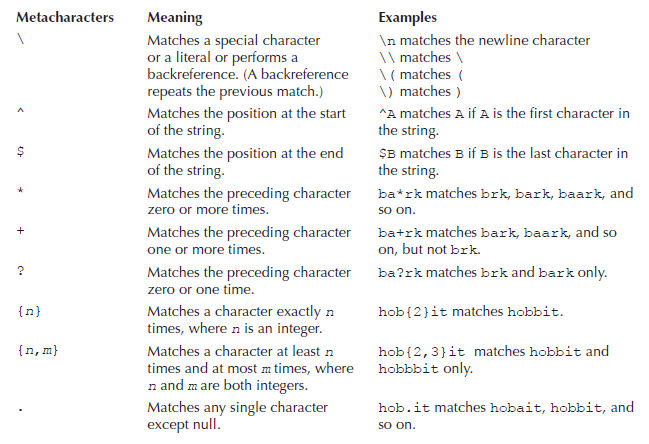 Metacharacters Meaning Examples
\ Matches a special character \n matches the newline character
or a literal or performs a \\ matches \
backreference. (A backreference \( matches (
repeats the previous match.) \) matches )
^ Matches the position at the start ^A matches A if A is the first character in
of the string. the string.
$ Matches the position at the end $B matches B if B is the last character in
of the string. the string.
* Matches the preceding character ba*rk matches brk, bark, baark, and
zero or more times. so on.
+ Matches the preceding character ba+rk matches bark, baark, and so
one or more times. on, but not brk.
? Matches the preceding character ba?rk matches brk and bark only.
zero or one time.
{n} Matches a character exactly n hob{2}it matches hobbit.
times, where n is an integer.
{n,m} Matches a character at least n hob{2,3}it matches hobbit and
times and at most m times, where hobbbit only.
n and m are both integers.
. Matches any single character hob.it matches hobait, hobbit, and
except null. so on.